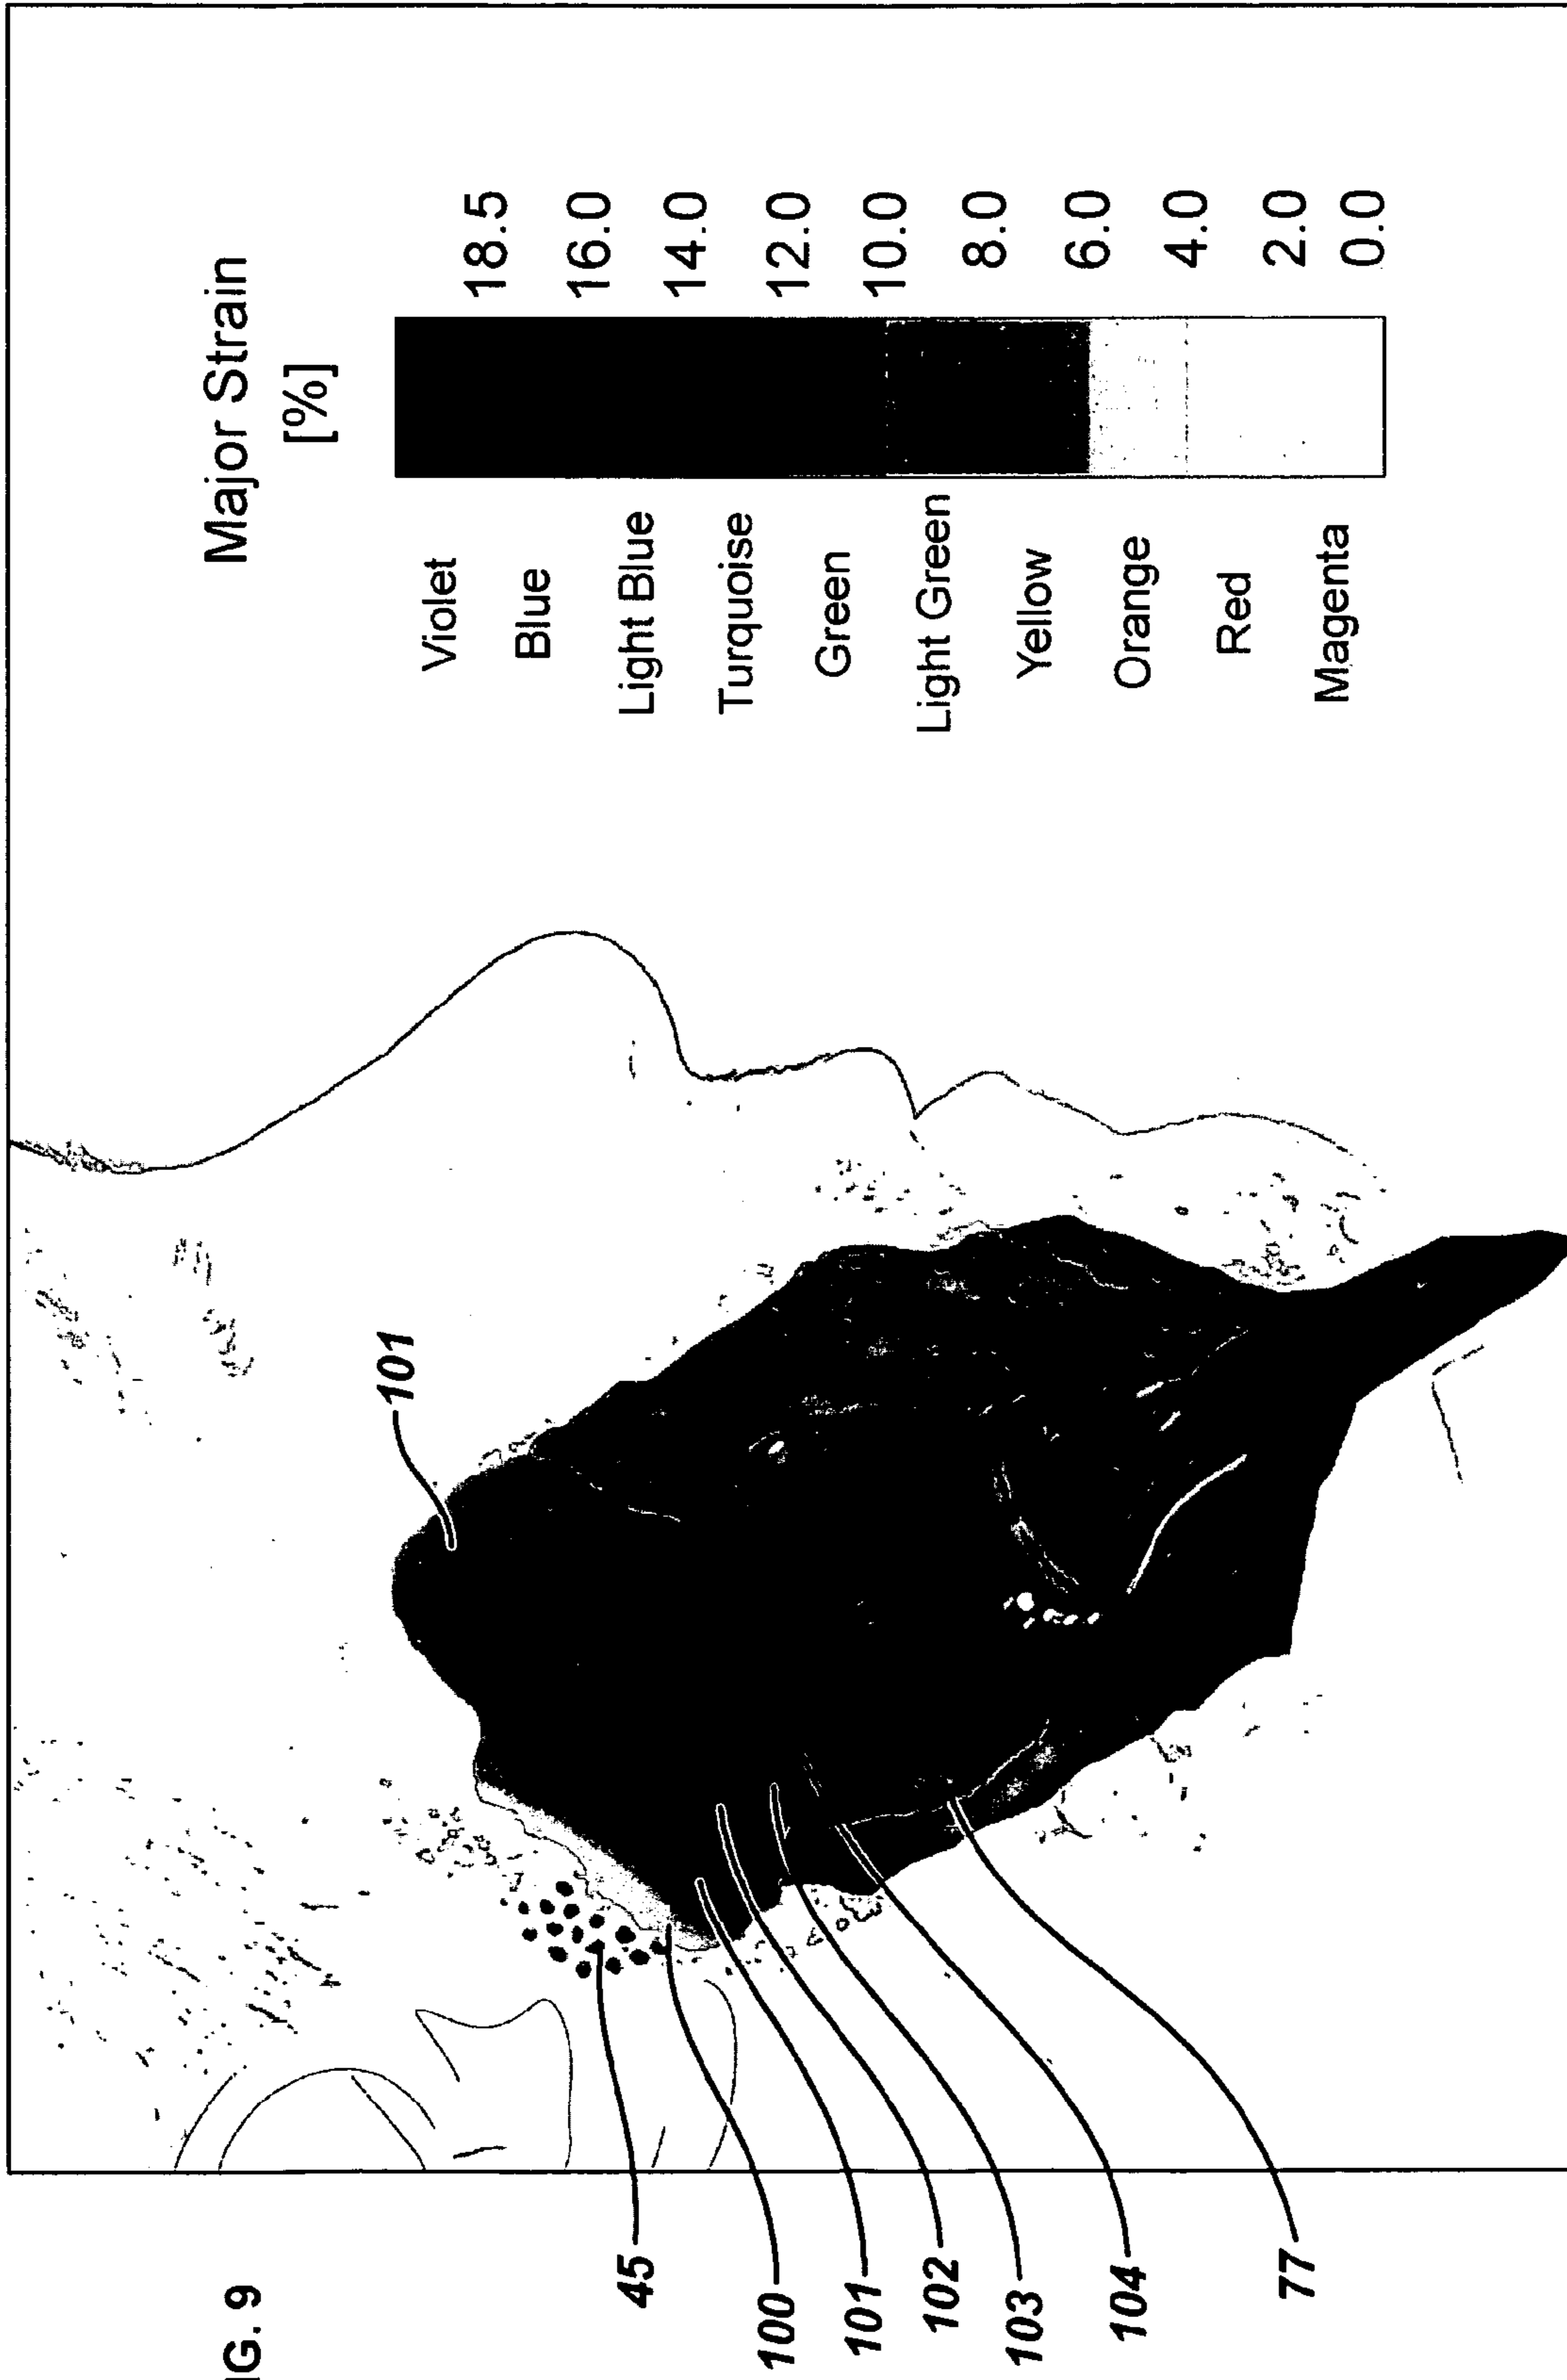 FIG. 9
Major Strain
[%]
Violet
Blue
Light Blue
Turquoise
Green
Light Green
Yellow
Orange
Red
Magenta
18.5
16.0
14.0
12.0
10.0
8.0
6.0
4.0
2.0
0.0
101
45
100
101
102
103
104
77